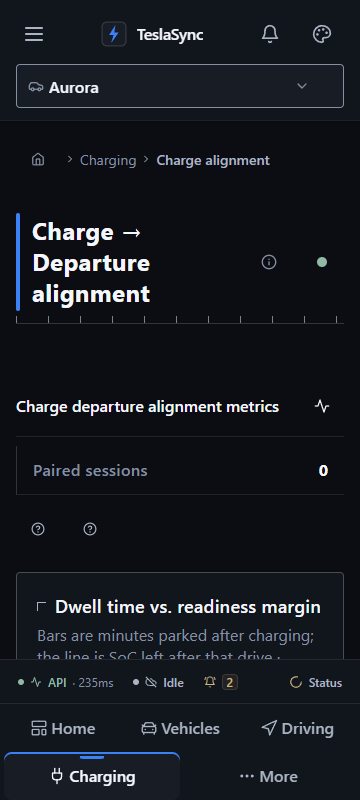 TeslaSync
Aurora
Charging > Charge alignment
Charge →
Departure
alignment
Charge departure alignment metrics
Paired sessions 0
Dwell time vs. readiness margin
Bars are minutes parked after charging;
the line is SoC left after that drive ·
API · 235ms Idle 2 Status
Home Vehicles Driving
Charging More